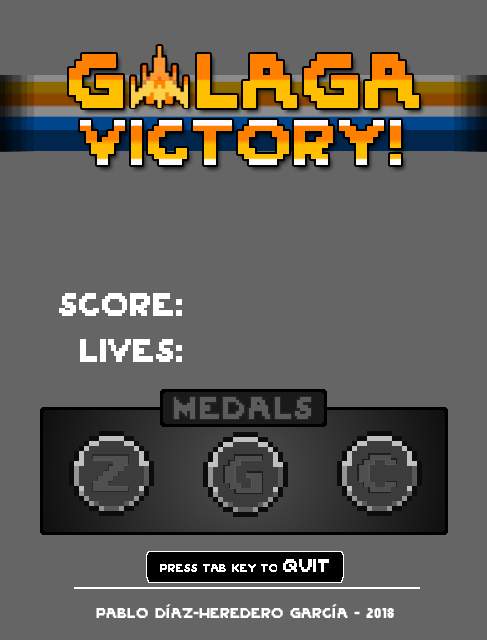 GALAGA
VICTORY!
SCORE:
LIVES:
MEDALS
Z G C
PRESS TAB KEY TO QUIT
PABLO DÍAZ-HEREDERO GARCÍA - 2018